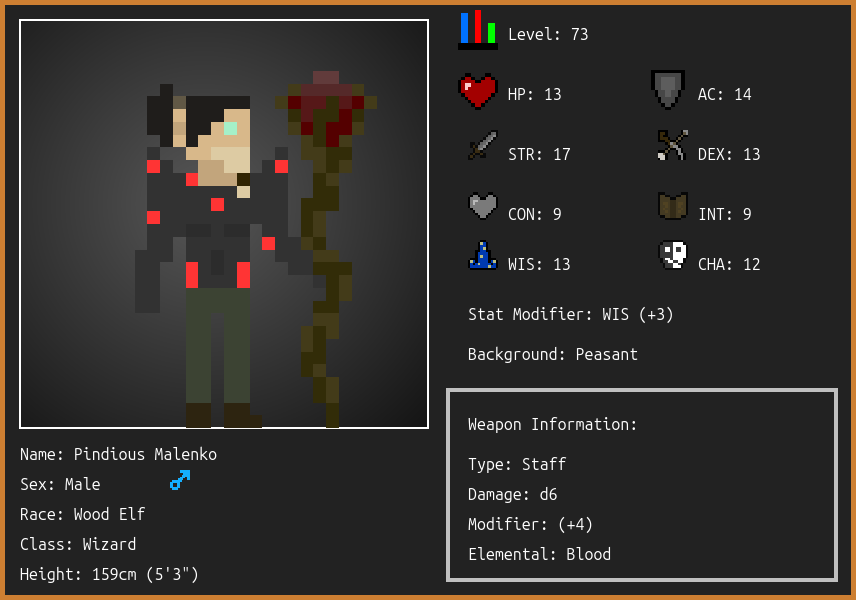 Level: 73
HP: 13
AC: 14
STR: 17
DEX: 13
CON: 9
INT: 9
WIS: 13
CHA: 12
Stat Modifier: WIS (+3)
Background: Peasant
Name: Pindious Malenko
Sex: Male
Race: Wood Elf
Class: Wizard
Height: 159cm (5'3")
Weapon Information:
Type: Staff
Damage: d6
Modifier: (+4)
Elemental: Blood